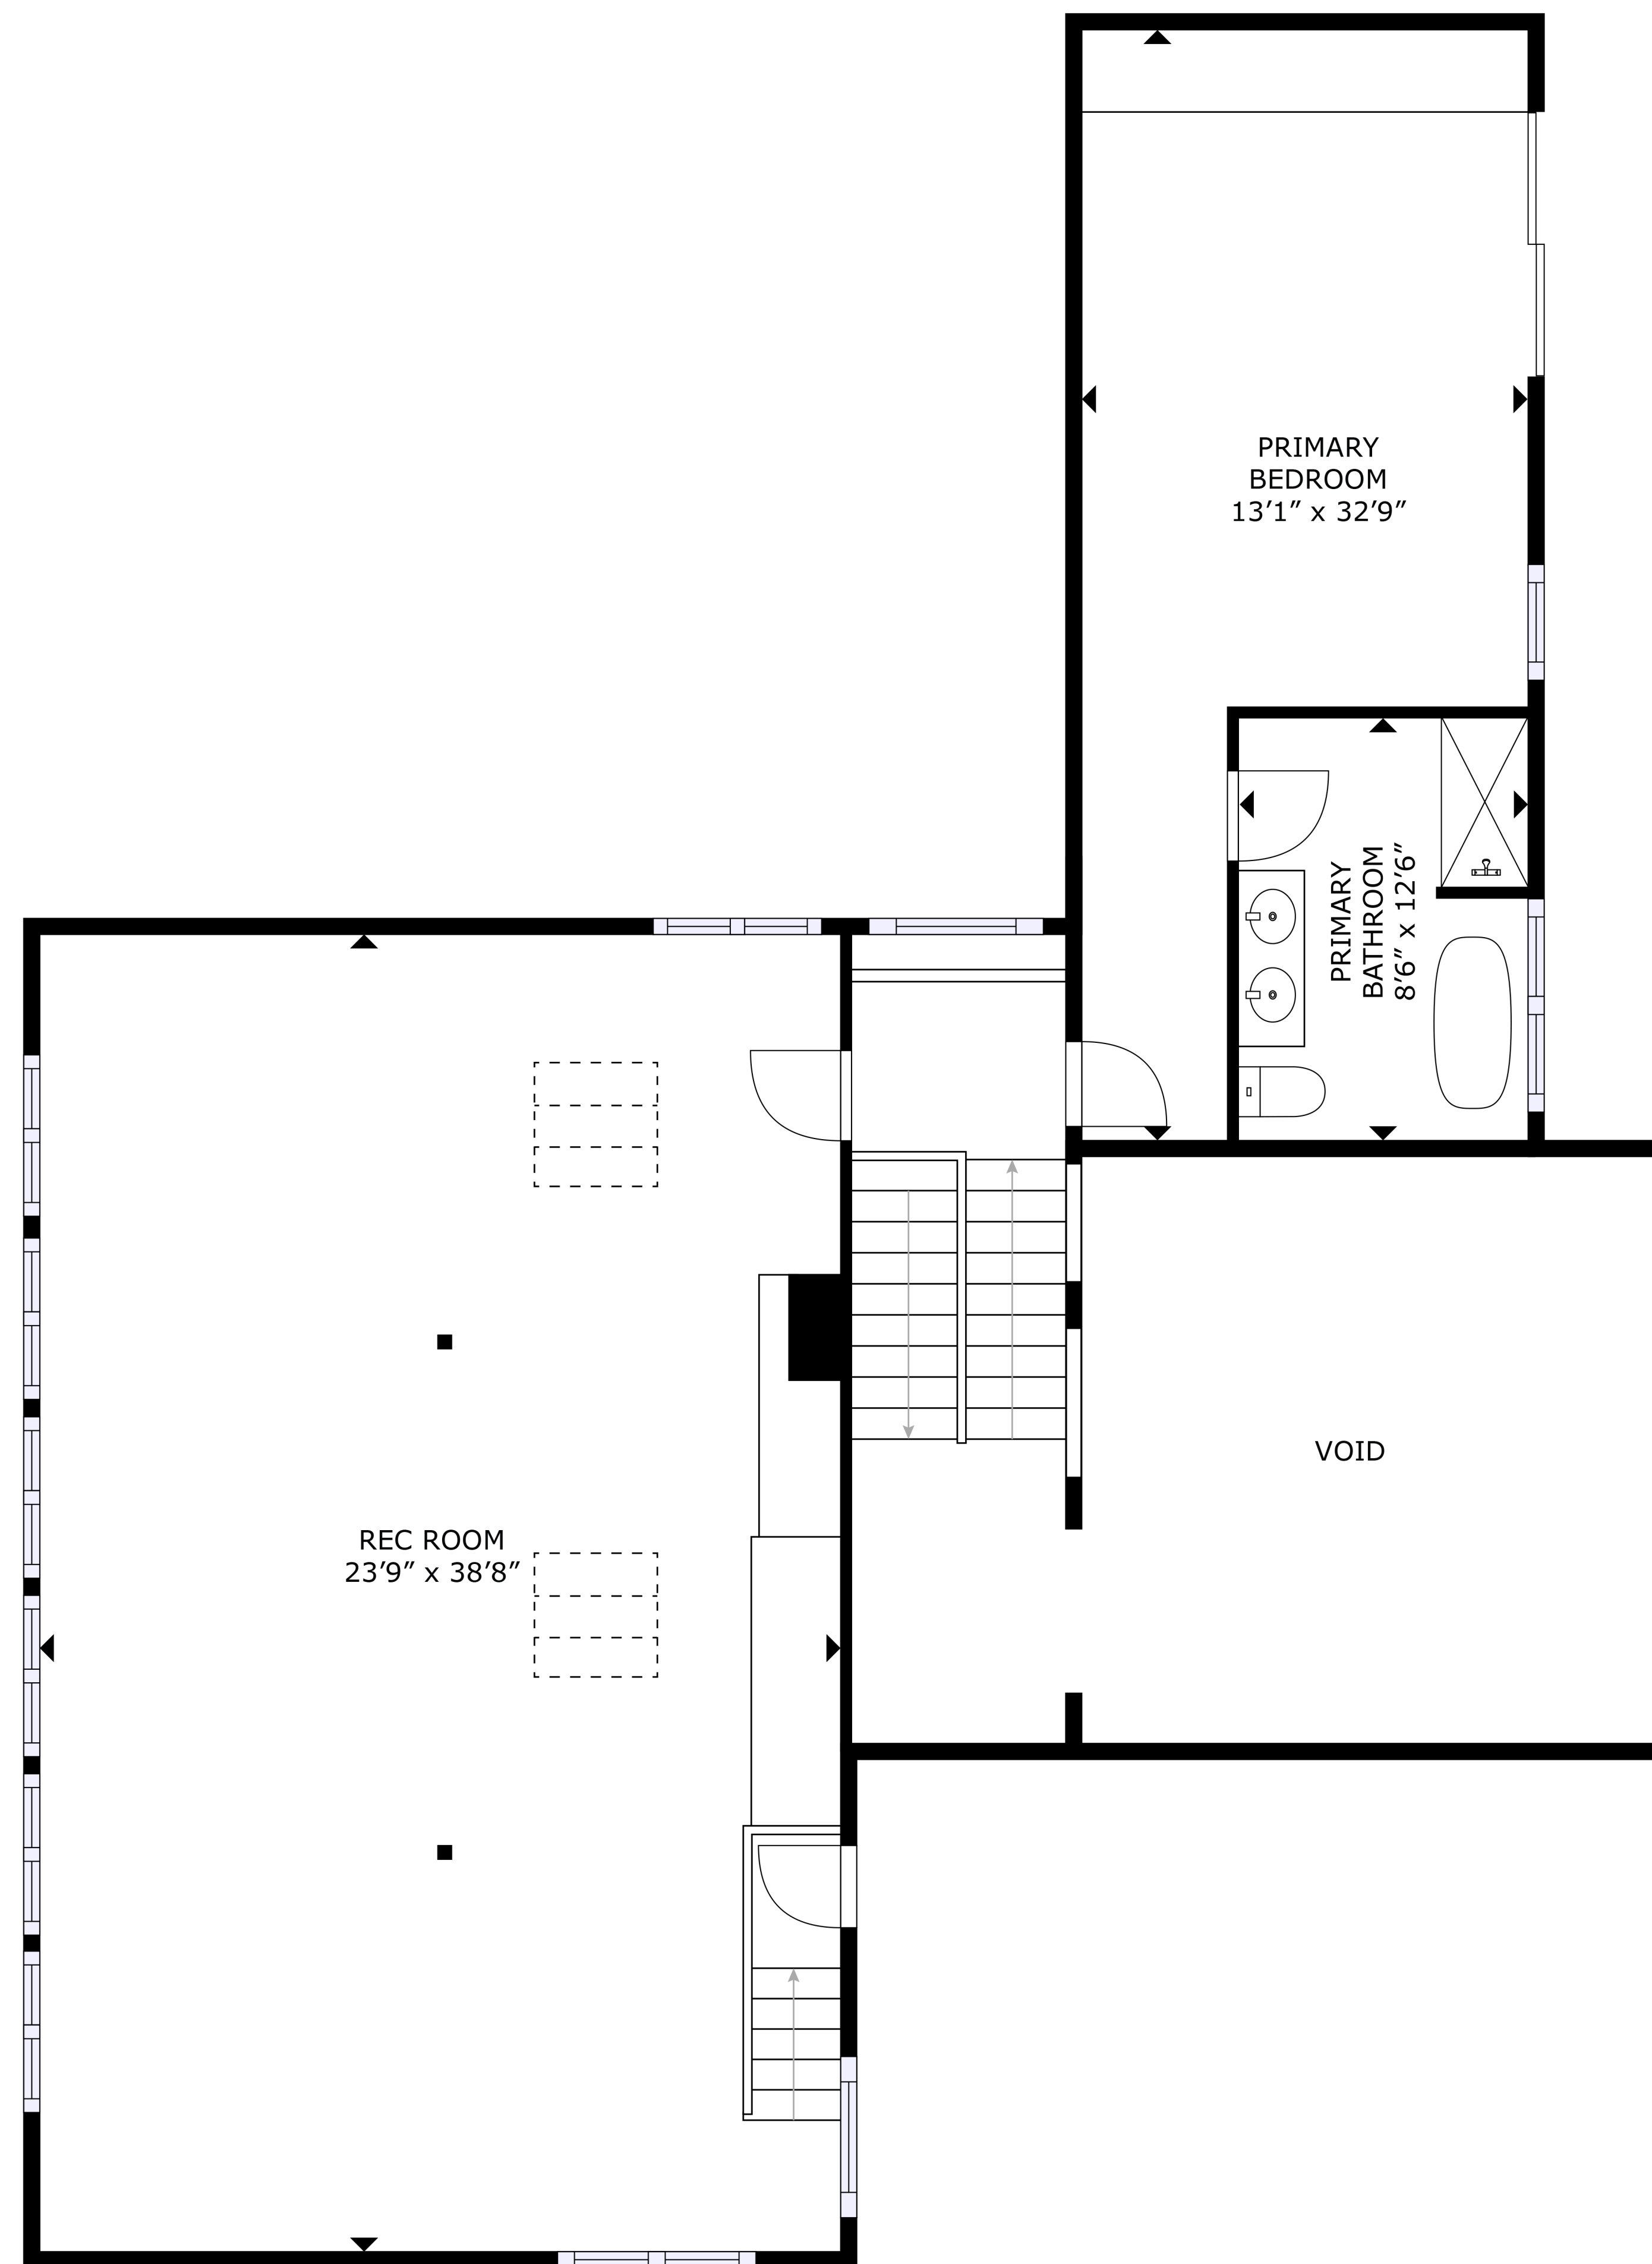 PRIMARY
BEDROOM
13’1” x 32’9”
PRIMARY
BATHROOM
8’6” x 12’6”
VOID
REC ROOM
23’9” x 38’8”